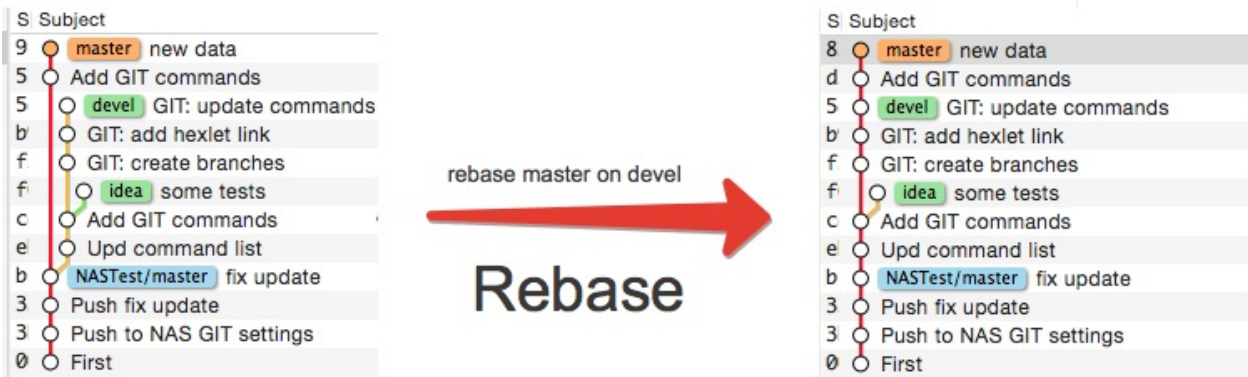 S Subject
9 master new data
5 Add GIT commands
5 devel GIT: update commands
b GIT: add hexlet link
f GIT: create branches
f idea some tests
c Add GIT commands
e Upd command list
b NASTest/master fix update
3 Push fix update
3 Push to NAS GIT settings
0 First
rebase master on devel
Rebase
S Subject
8 master new data
d Add GIT commands
5 devel GIT: update commands
b GIT: add hexlet link
f GIT: create branches
f idea some tests
c Add GIT commands
e Upd command list
b NASTest/master fix update
3 Push fix update
3 Push to NAS GIT settings
0 First